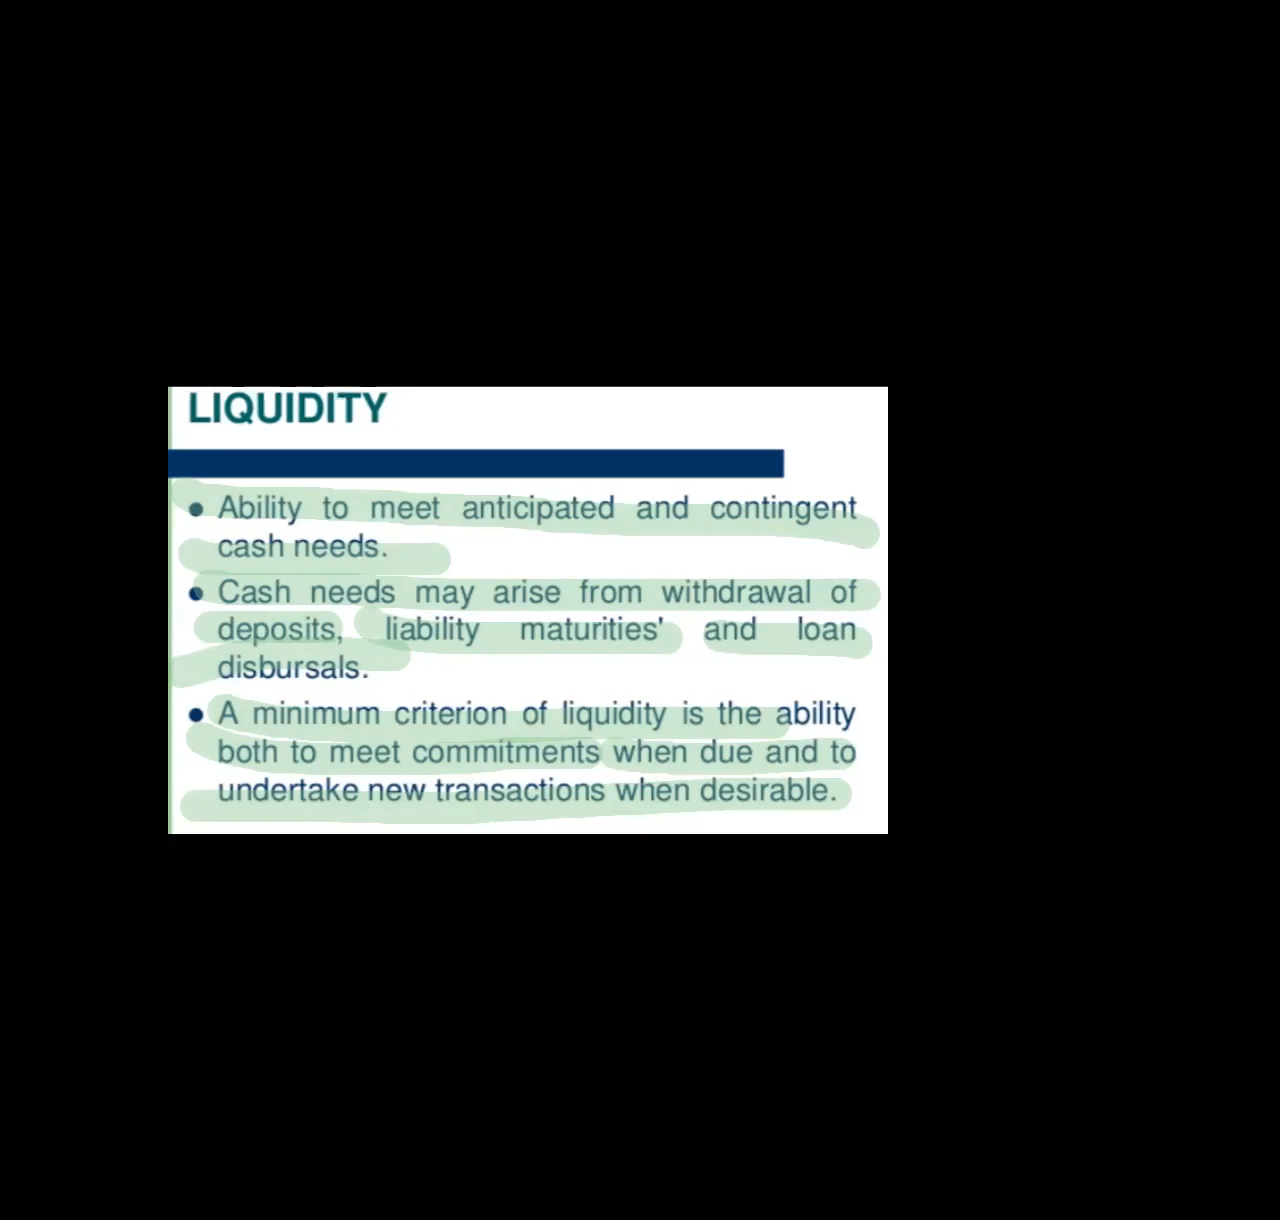 LIQUIDITY
● Ability to meet anticipated and contingent
cash needs.
● Cash needs may arise from withdrawal of
deposits, liability maturities' and loan
disbursals.
● A minimum criterion of liquidity is the ability
both to meet commitments when due and to
undertake new transactions when desirable.